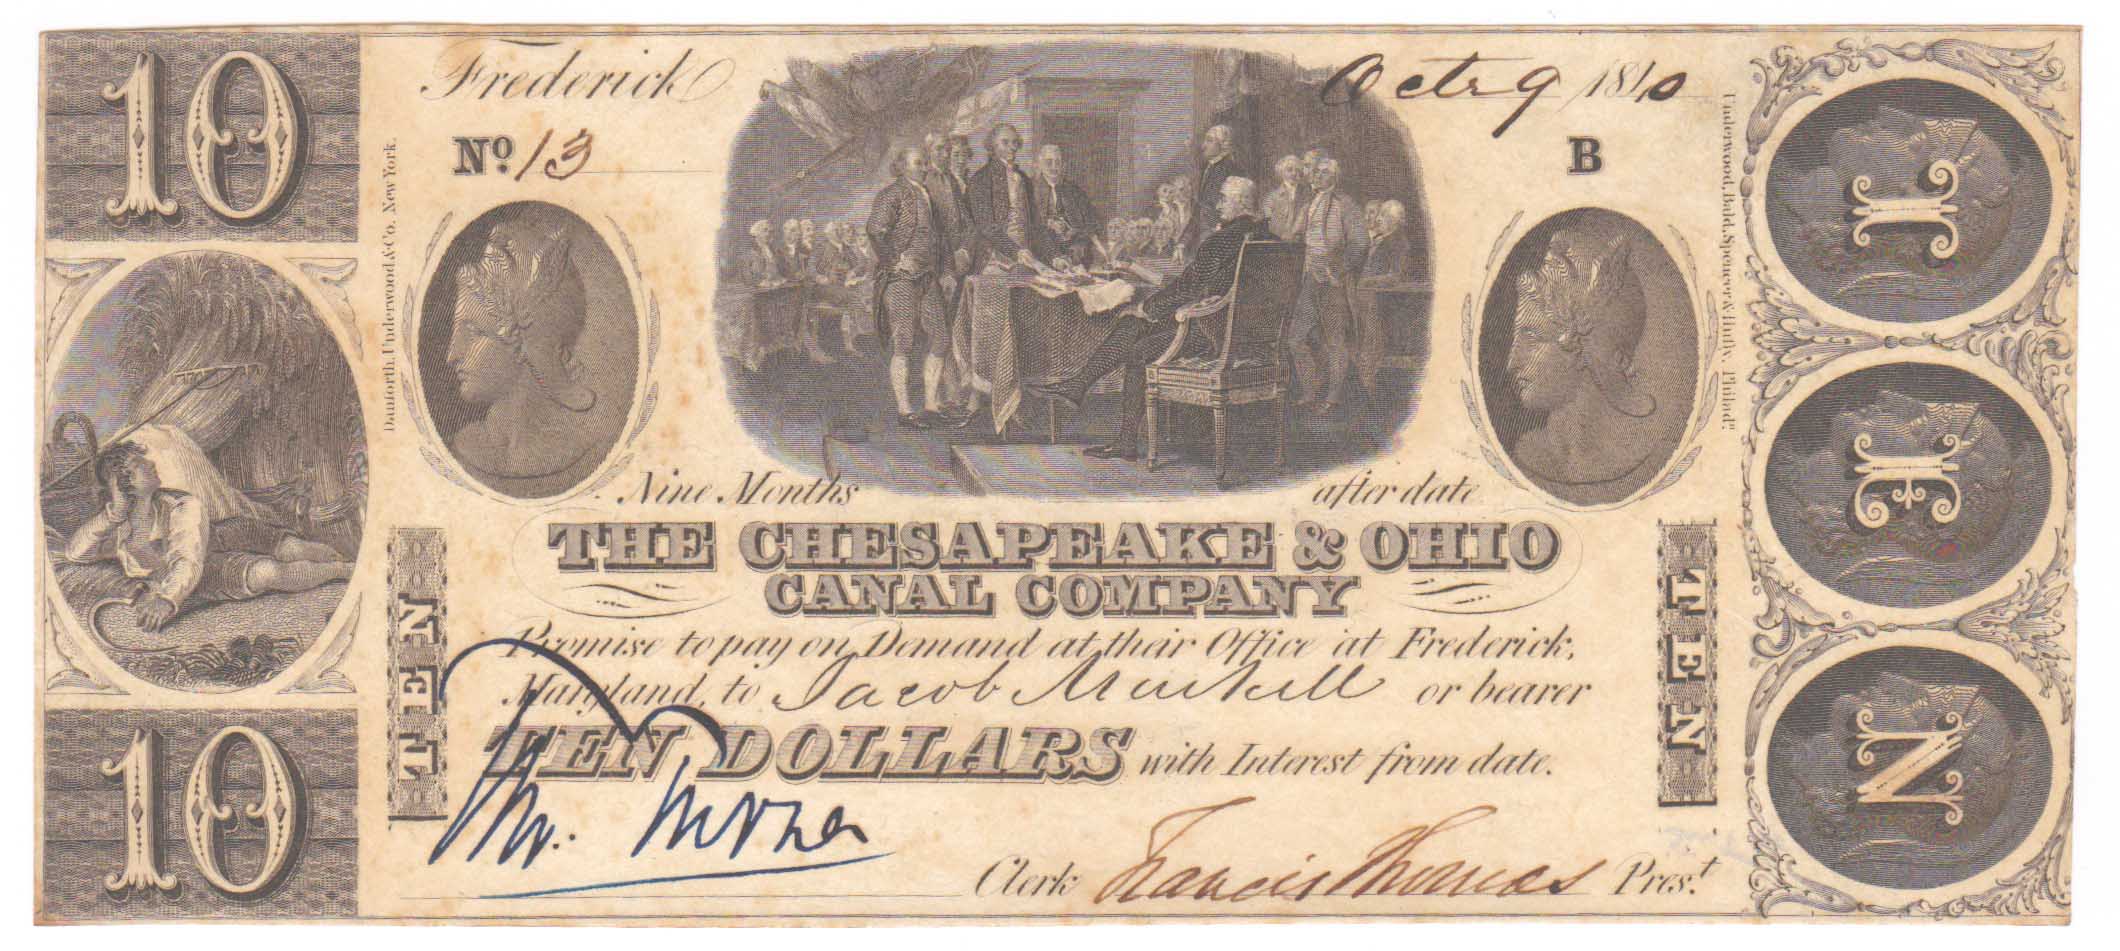 10
Frederick Octr 9 1840
No. 13
B
Danforth, Underwood & Co. New York.
Underwood, Bald, Spencer & Hufty, Philada.
Nine Months after date
THE CHESAPEAKE & OHIO
CANAL COMPANY
Promise to pay on Demand at their Office at Frederick,
Maryland, to Jacob or bearer
TEN DOLLARS with Interest from date.
Clerk Francis Thomas Prest.
TEN
TEN
10
T
E
N